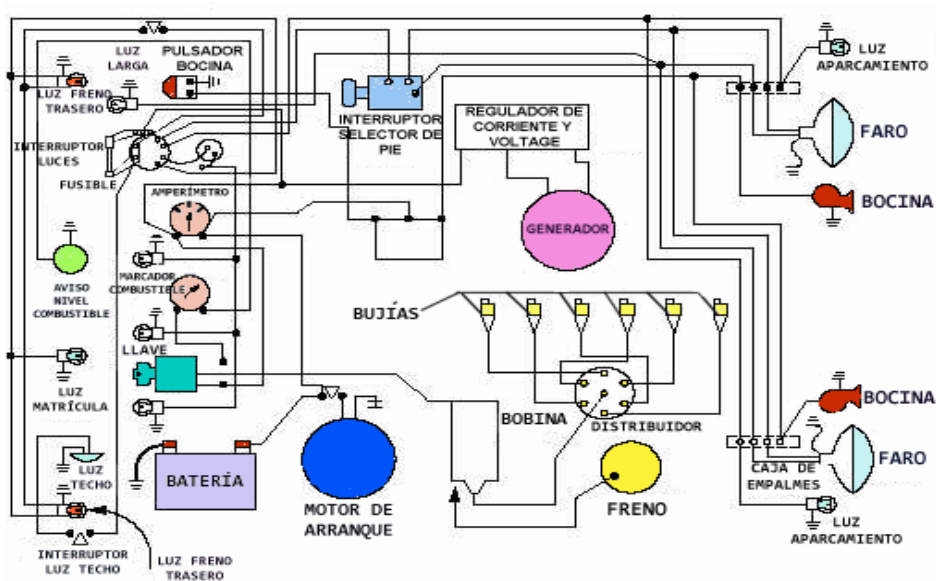 LUZ
LARGA
PULSADOR
BOCINA
LUZ
APARCAMIENTO
LUZ FRENO
TRASERO
INTERRUPTOR
SELECTOR DE
PIE
REGULADOR DE
CORRIENTE Y
VOLTAGE
FARO
INTERRUPTOR
LUCES
FUSIBLE
AMPERÍMETRO
BOCINA
GENERADOR
AVISO
NIVEL
COMBUSTIBLE
MARCADOR
COMBUSTIBLE
BUJÍAS
LLAVE
LUZ
MATRÍCULA
BOBINA
DISTRIBUIDOR
BOCINA
LUZ
TECHO
BATERÍA
MOTOR DE
ARRANQUE
FRENO
CAJA DE
EMPALMES
FARO
LUZ
APARCAMIENTO
INTERRUPTOR
LUZ TECHO
LUZ FRENO
TRASERO